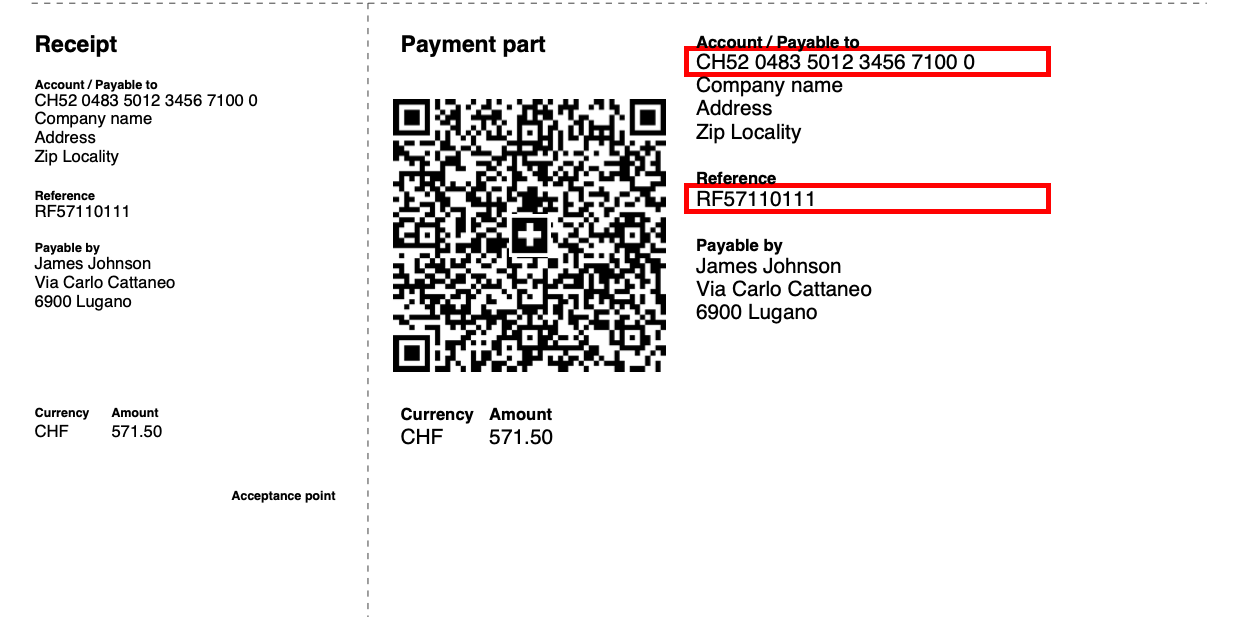 Receipt
Account / Payable to
CH52 0483 5012 3456 7100 0
Company name
Address
Zip Locality
Reference
RF57110111
Payable by
James Johnson
Via Carlo Cattaneo
6900 Lugano
Currency Amount
CHF 571.50
Acceptance point
Payment part
Currency Amount
CHF 571.50
Account / Payable to
CH52 0483 5012 3456 7100 0
Company name
Address
Zip Locality
Reference
RF57110111
Payable by
James Johnson
Via Carlo Cattaneo
6900 Lugano